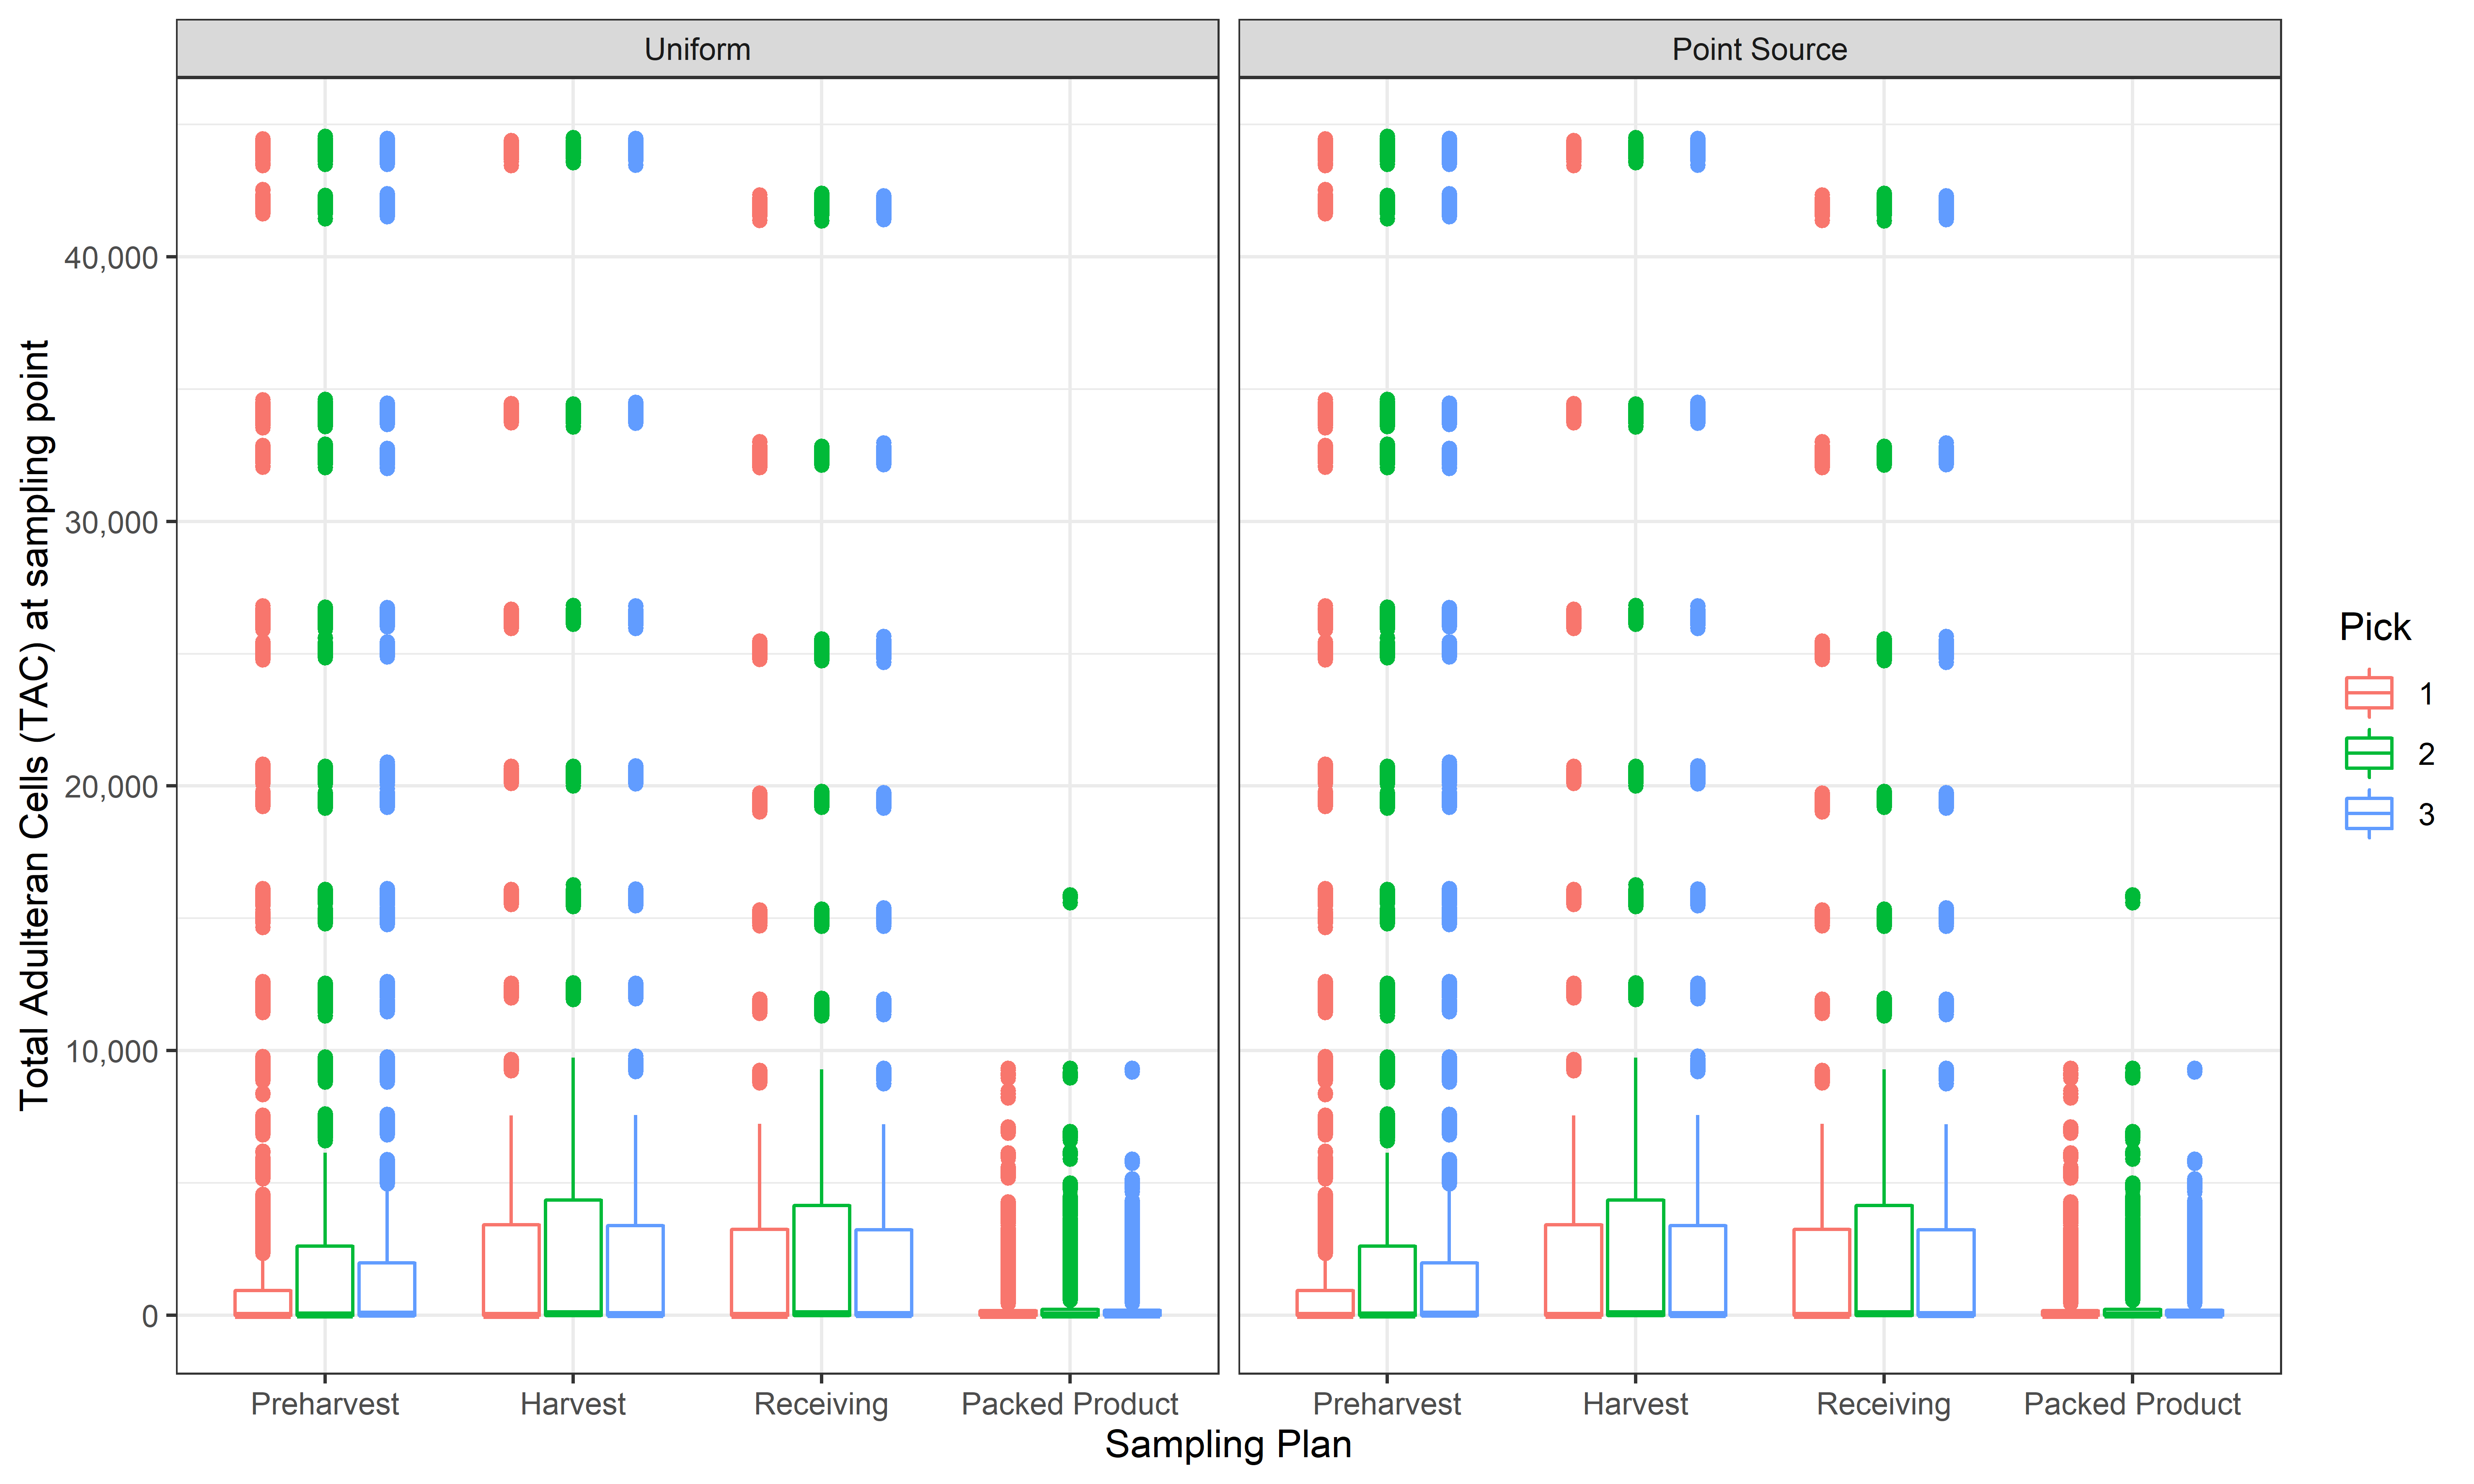 Uniform
Point Source
Total Adulteran Cells (TAC) at sampling point
40,000
30,000
20,000
10,000
0
Preharvest Harvest Receiving Packed Product
Preharvest Harvest Receiving Packed Product
Sampling Plan
Pick
1
2
3